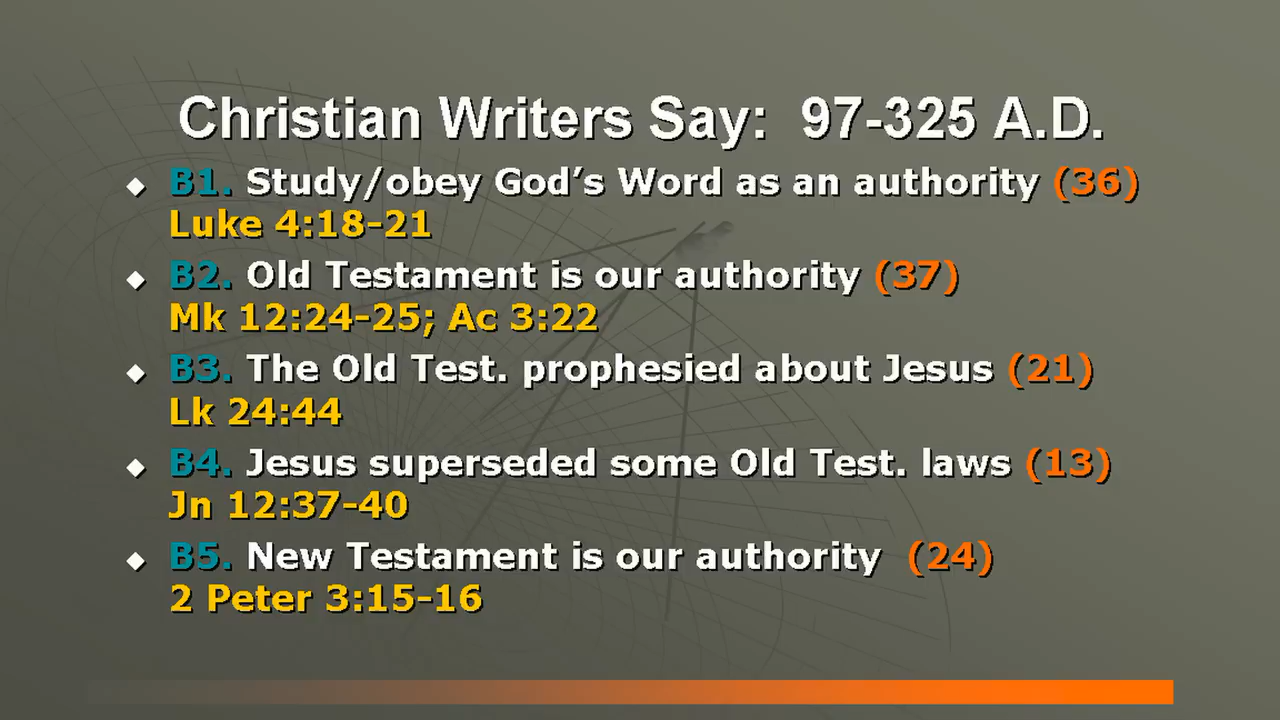 Christian Writers Say:  97-325 A.D.
◆ B1. Study/obey God’s Word as an authority (36)
Luke 4:18-21
◆ B2. Old Testament is our authority (37)
Mk 12:24-25; Ac 3:22
◆ B3. The Old Test. prophesied about Jesus (21)
Lk 24:44
◆ B4. Jesus superseded some Old Test. laws (13)
Jn 12:37-40
◆ B5. New Testament is our authority  (24)
2 Peter 3:15-16